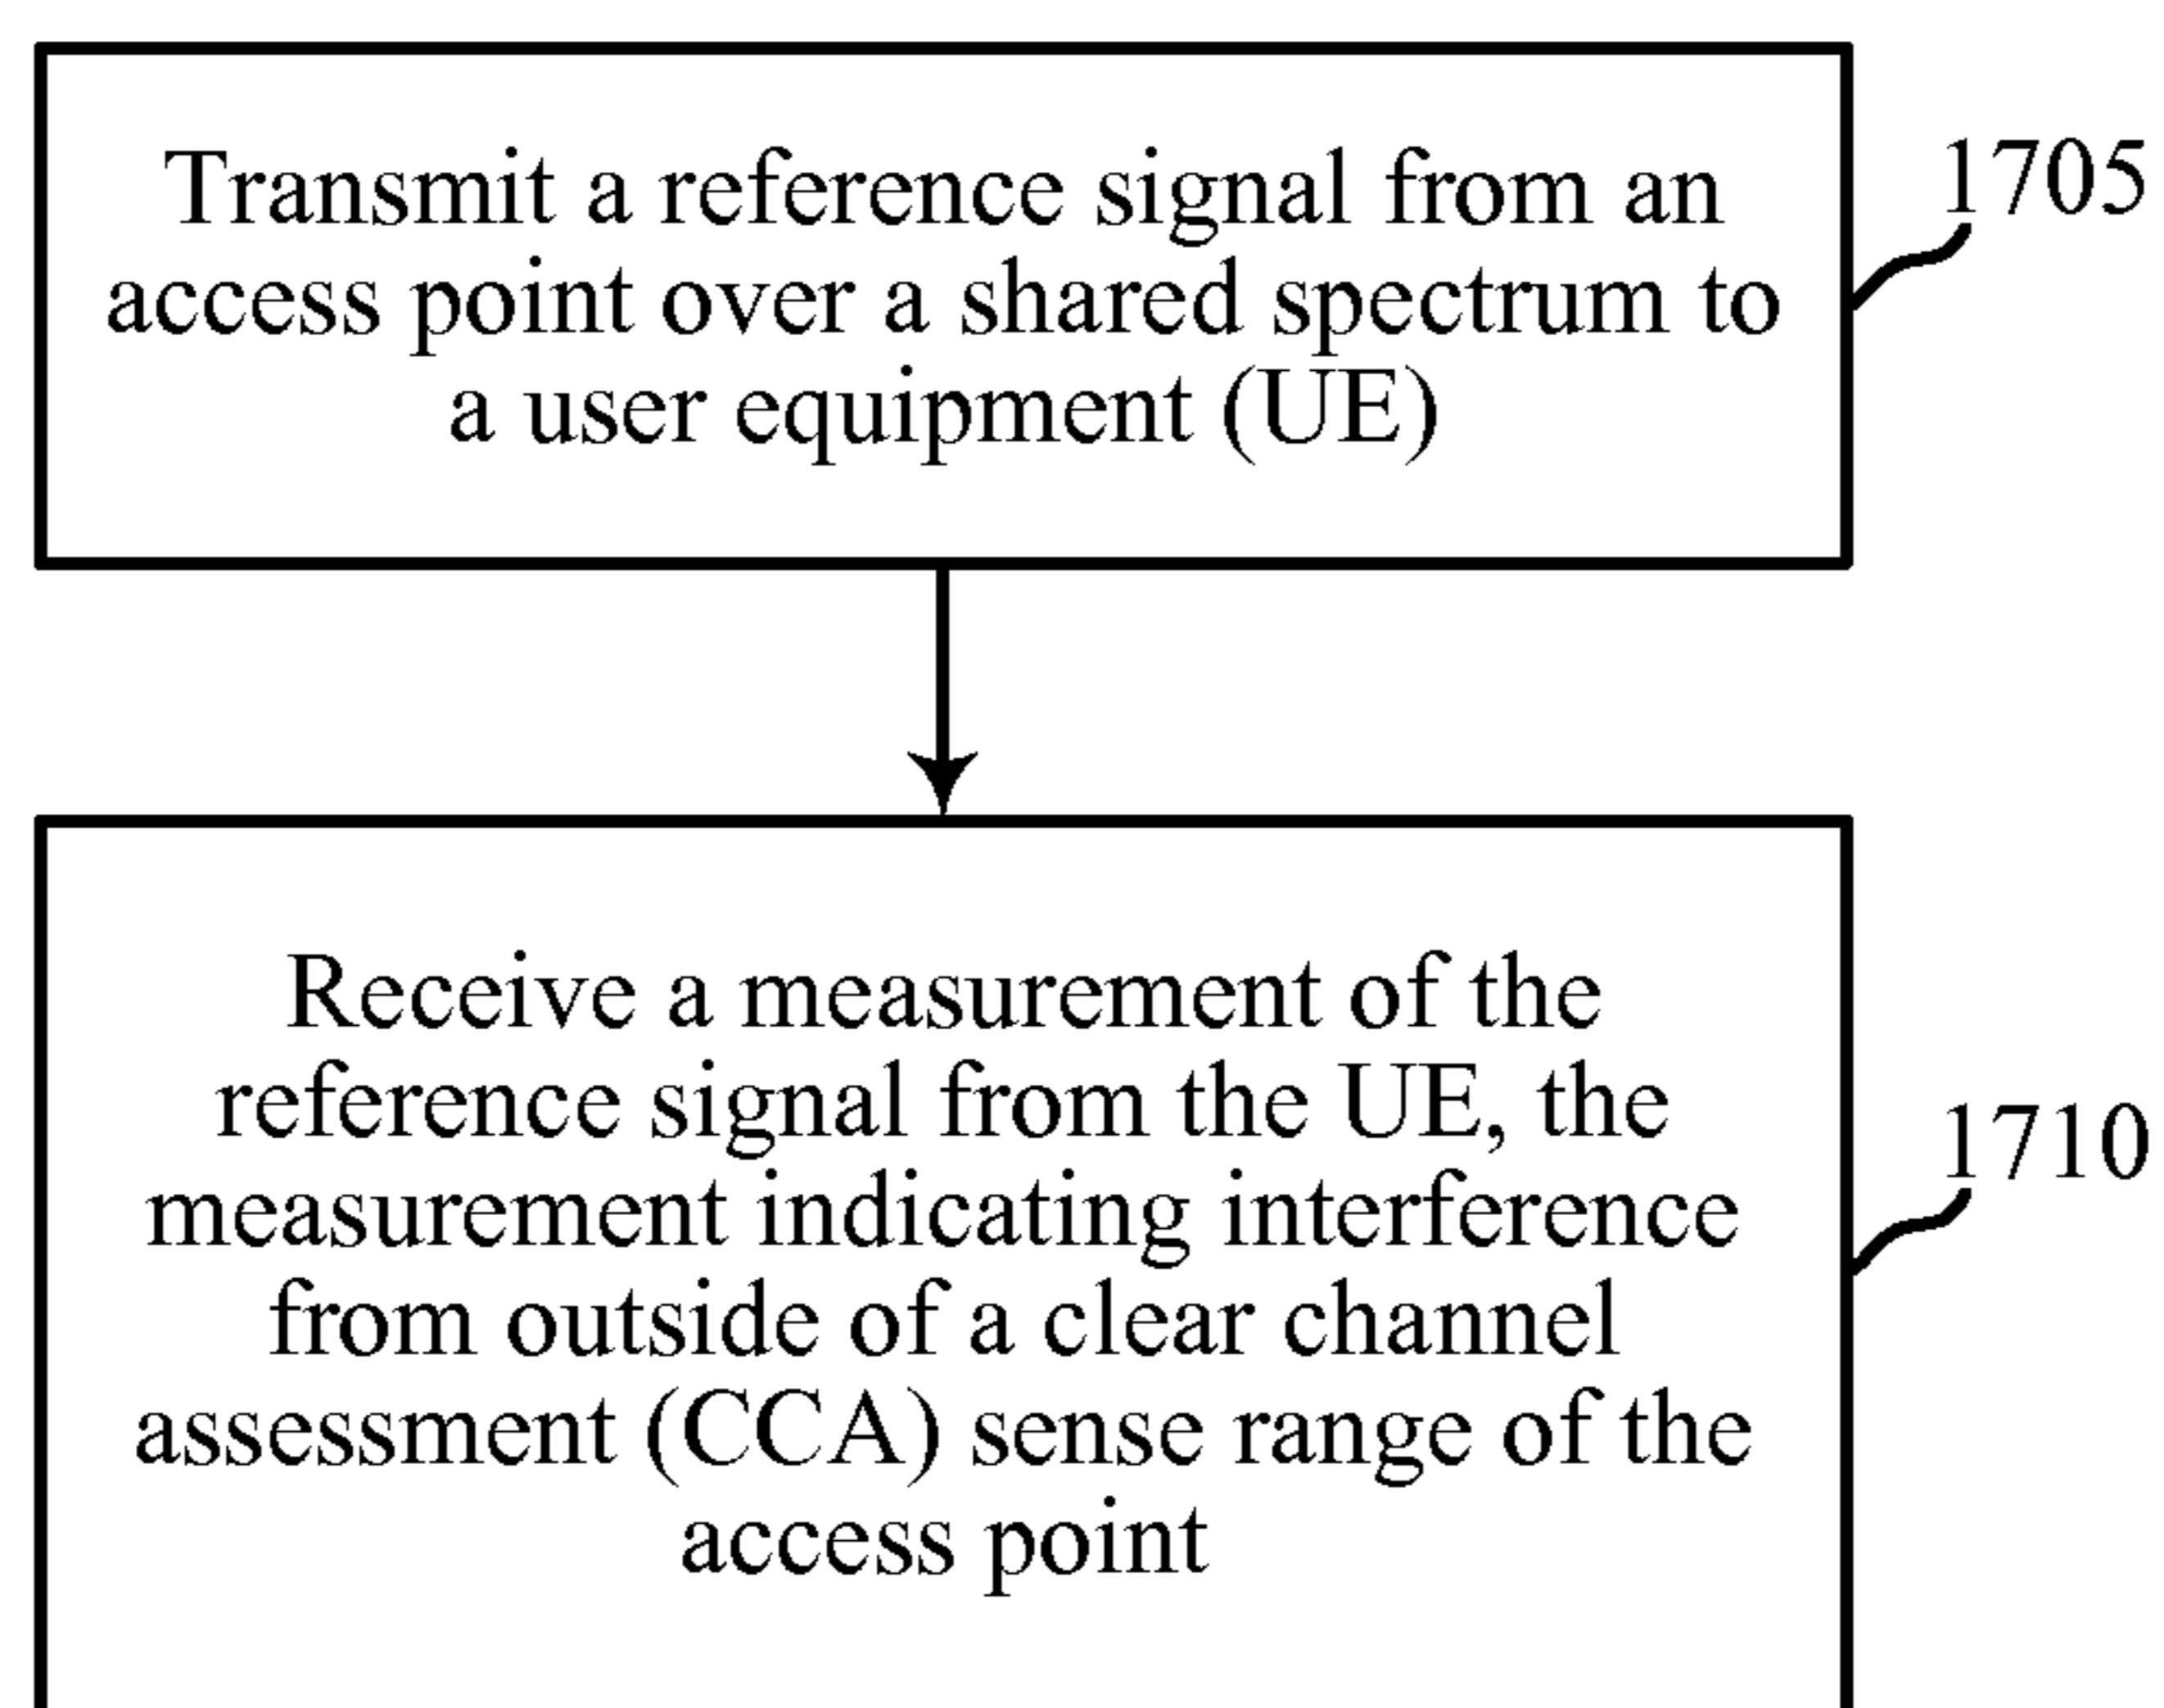 Transmit a reference signal from an
access point over a shared spectrum to
a user equipment (UE)
1705
Receive a measurement of the
reference signal from the UE, the
measurement indicating interference
from outside of a clear channel
assessment (CCA) sense range of the
access point
1710